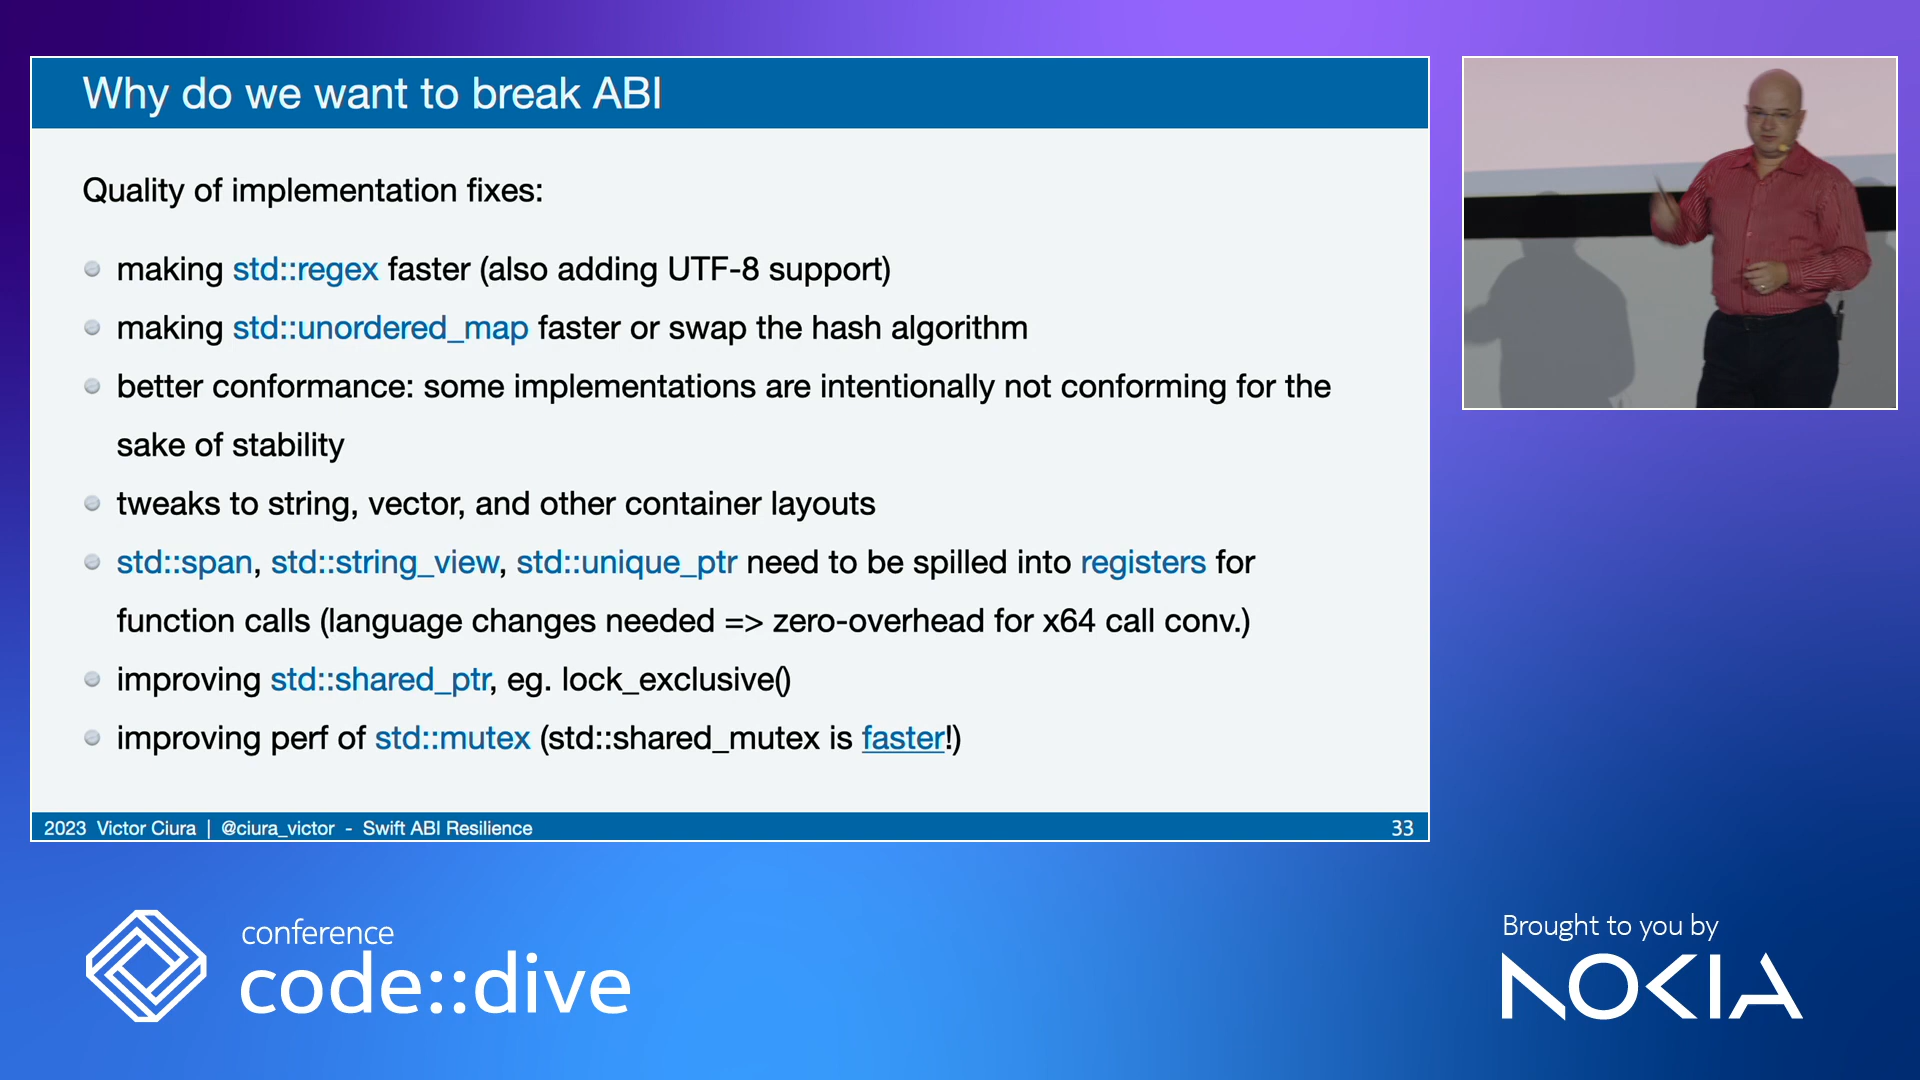 Why do we want to break ABI
Quality of implementation fixes:
making std::regex faster (also adding UTF-8 support)
making std::unordered_map faster or swap the hash algorithm
better conformance: some implementations are intentionally not conforming for the
sake of stability
tweaks to string, vector, and other container layouts
std::span, std::string_view, std::unique_ptr need to be spilled into registers for
function calls (language changes needed => zero-overhead for x64 call conv.)
improving std::shared_ptr, eg. lock_exclusive()
improving perf of std::mutex (std::shared_mutex is faster!)
2023 Victor Ciura | @ciura_victor - Swift ABI Resilience
33
conference
code::dive
Brought to you by
NOKIA